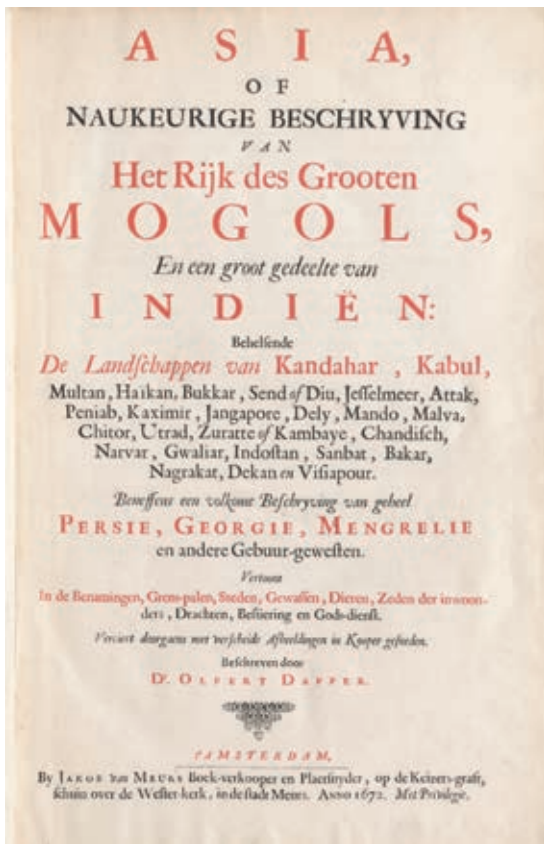 ASIA,
OF
NAUKEURIGE BESCHRYVING
VAN
Het Rijk des Grooten
MOGOLS,
En een groot gedeelte van
INDIËN:
Behelsende
De Landschappen van Kandahar, Kabul,
Multan, Haikan, Bukkar, Send of Diu, Jesselmeer, Attak,
Peniab, Kaximir, Jangapore, Dely, Mando, Malva,
Chitor, Utrad, Zuratte of Kambaye, Chandisch,
Narvar, Gwaliar, Indostan, Sanbat, Bakar,
Nagrakat, Dekan en Visiapour.
Beneffens een volkome Beschryving van geheel
PERSIE, GEORGIE, MENGRELIE
en andere Gebuur-gewesten.
Vertoont
In de Benamingen, Grens-palen, Steden, Gewassen, Dieren, Zeden der inwoon-
ders, Drachten, Bestiering en Gods-dienst.
Verciert doorgaens met verscheide Afbeeldingen in Kooper gesneden.
Beschreven door
Dr. OLFERT DAPPER.
t'AMSTERDAM,
By JAKOB van MEURS Boek-verkooper en Plaetsnyder, op de Keizers-graft,
schuin over de Wester-kerk, in de stadt Meurs. ANNO 1672. Met Privilegie.